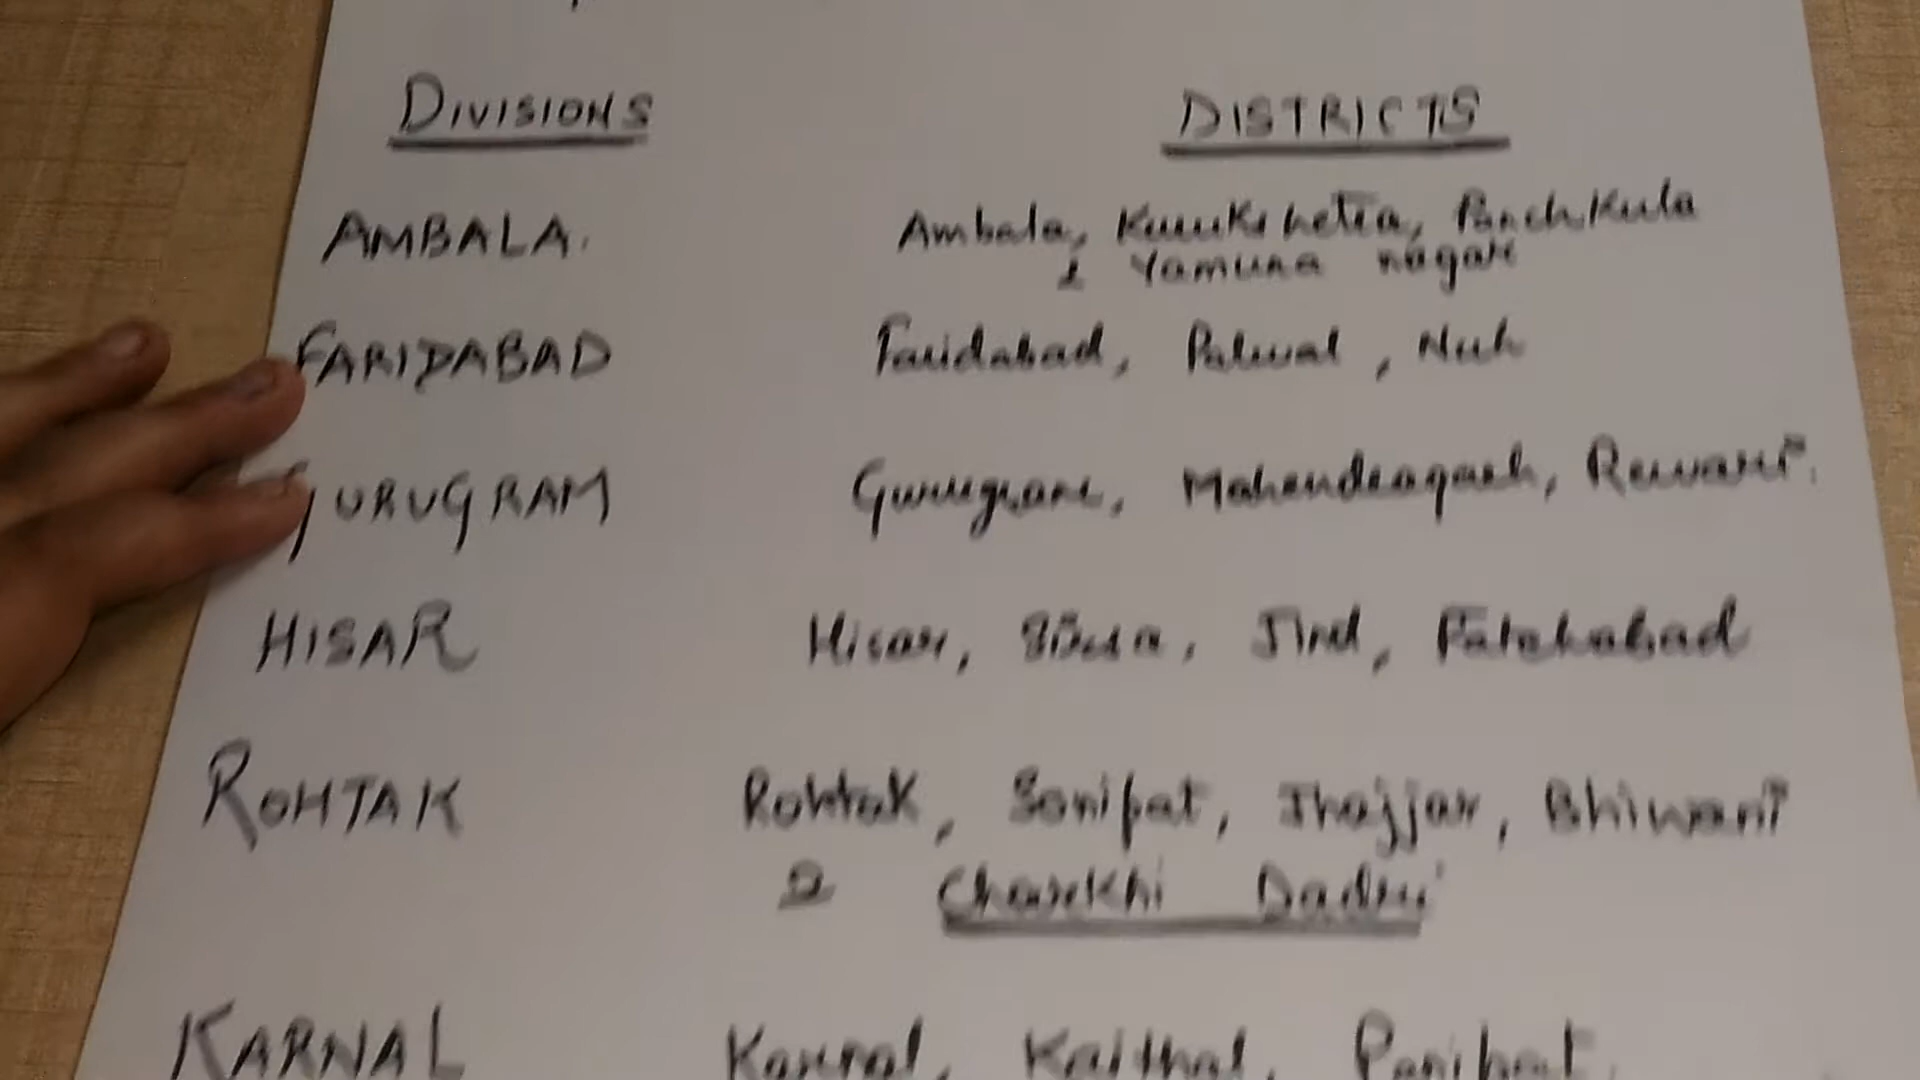 DIVISIONS DISTRICTS
AMBALA. Ambala, Kurukshetra, Panchkula
& Yamuna nagar
FARIDABAD Faridabad, Palwal, Nuh
GURUGRAM Gurugram, Mahendragarh, Rewari.
HISAR Hisar, Sirsa, Jind, Fatehabad
ROHTAK Rohtak, Sonipat, Jhajjar, Bhiwani
& Charkhi Dadri
KARNAL Karnal, Kaithal, Panipat.